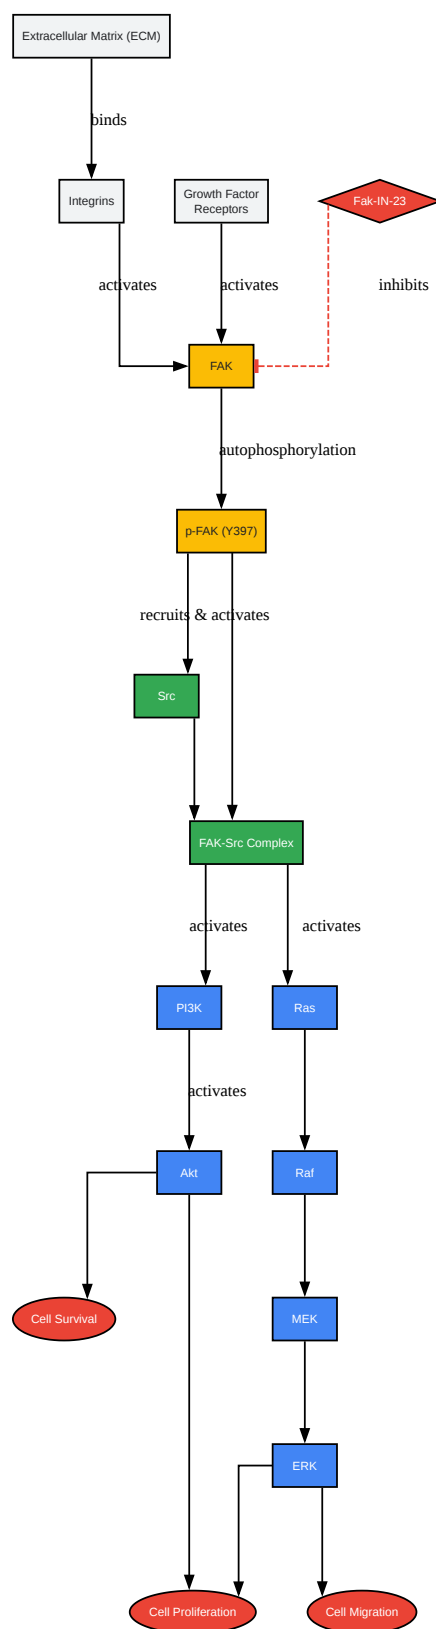 Extracellular Matrix (ECM)
binds
Integrins
Growth Factor
Receptors
Fak-IN-23
activates
activates
inhibits
FAK
autophosphorylation
p-FAK (Y397)
recruits & activates
Src
FAK-Src Complex
activates
activates
PI3K
Ras
activates
Akt
Raf
Cell Survival
MEK
ERK
Cell Proliferation
Cell Migration